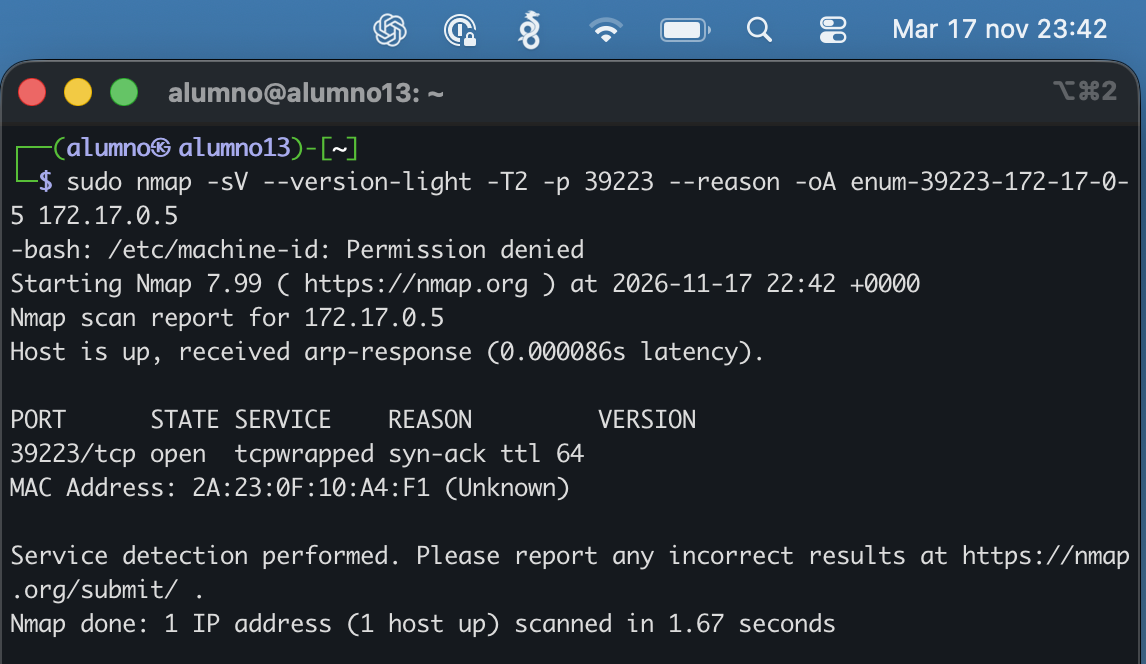 Mar 17 nov 23:42
alumno@alumno13: ~
⌥⌘2
┌──(alumno㉿ alumno13)-[~]
└─$ sudo nmap -sV --version-light -T2 -p 39223 --reason -oA enum-39223-172-17-0-
5 172.17.0.5
-bash: /etc/machine-id: Permission denied
Starting Nmap 7.99 ( https://nmap.org ) at 2026-11-17 22:42 +0000
Nmap scan report for 172.17.0.5
Host is up, received arp-response (0.000086s latency).
PORT      STATE SERVICE    REASON         VERSION
39223/tcp open  tcpwrapped syn-ack ttl 64
MAC Address: 2A:23:0F:10:A4:F1 (Unknown)
Service detection performed. Please report any incorrect results at https://nmap
.org/submit/ .
Nmap done: 1 IP address (1 host up) scanned in 1.67 seconds